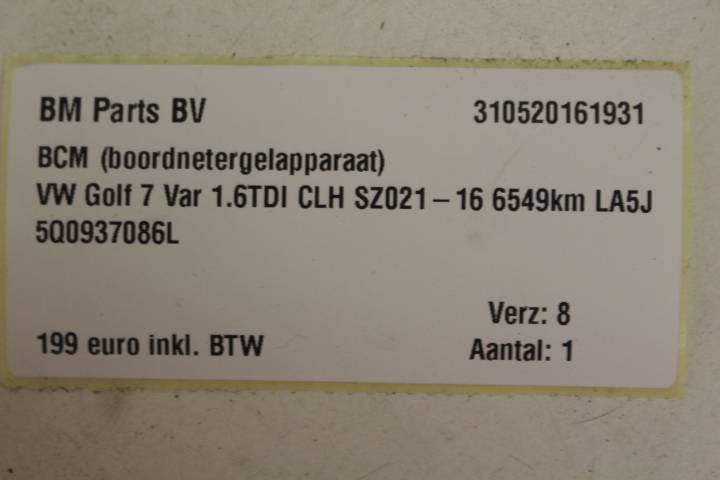 BM Parts BV 310520161931
BCM (boordnetergelapparaat)
VW Golf 7 Var 1.6TDI CLH SZ021-16 6549km LA5J
5Q0937086L
Verz: 8
199 euro inkl. BTW Aantal: 1